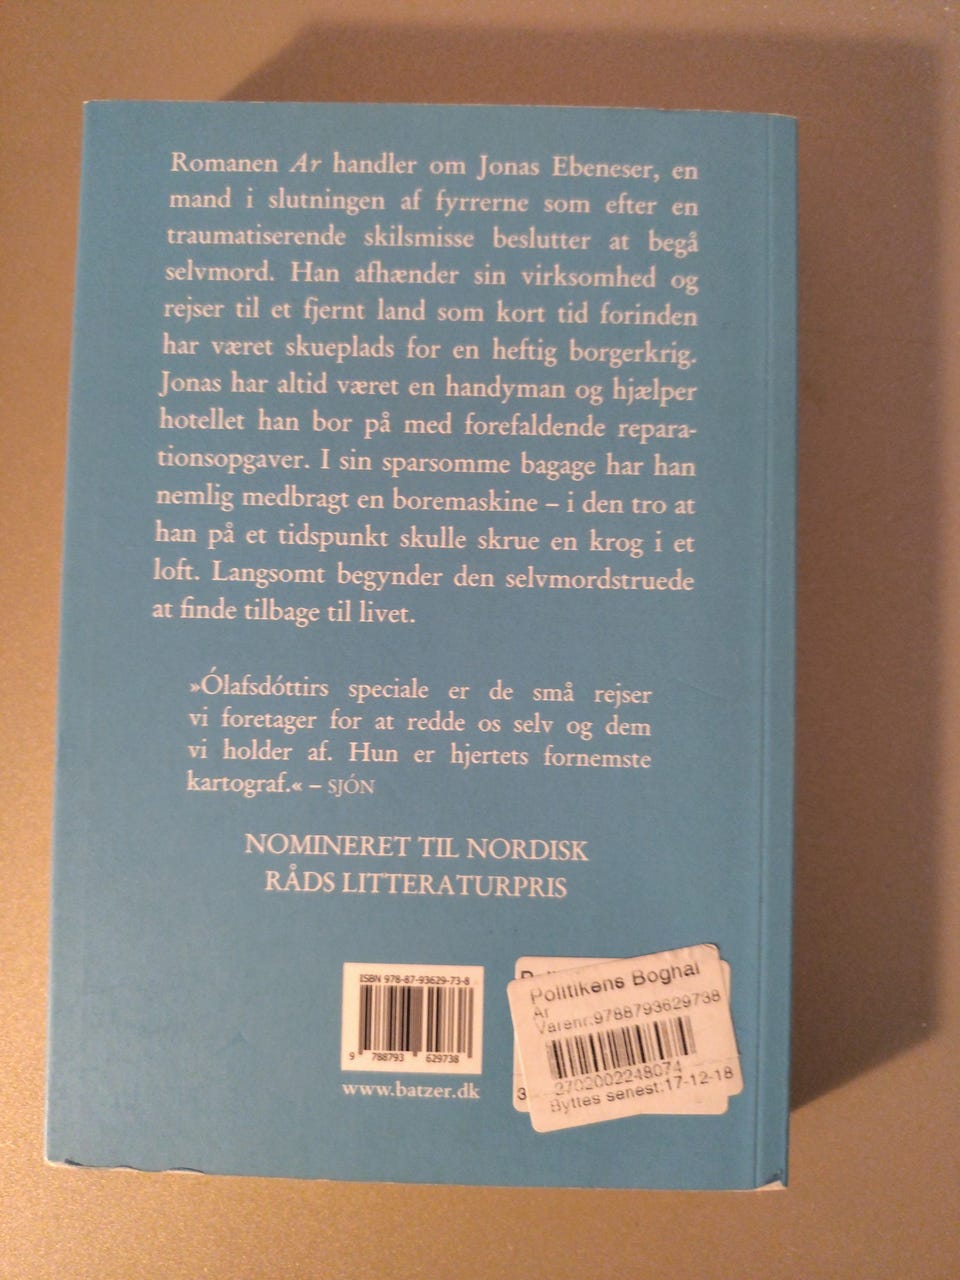 Romanen Ar handler om Jonas Ebeneser, en
mand i slutningen af fyrrerne som efter en
traumatiserende skilsmisse beslutter at begå
selvmord. Han afhænder sin virksomhed og
rejser til et fjernt land som kort tid forinden
har været skueplads for en heftig borgerkrig.
Jonas har altid været en handyman og hjælper
hotellet han bor på med forefaldende repara-
tionsopgaver. I sin sparsomme bagage har han
nemlig medbragt en boremaskine – i den tro at
han på et tidspunkt skulle skrue en krog i et
loft. Langsomt begynder den selvmordstruede
at finde tilbage til livet.
»Ólafsdóttirs speciale er de små rejser
vi foretager for at redde os selv og dem
vi holder af. Hun er hjertets fornemste
kartograf.« – SJÓN
NOMINERET TIL NORDISK
RÅDS LITTERATURPRIS
ISBN 978-87-93629-73-8
9 788793 629738
www.batzer.dk
Politikens Boghal
Ar
Varenr:9788793629738
2702002248074
Byttes senest:17-12-18
3